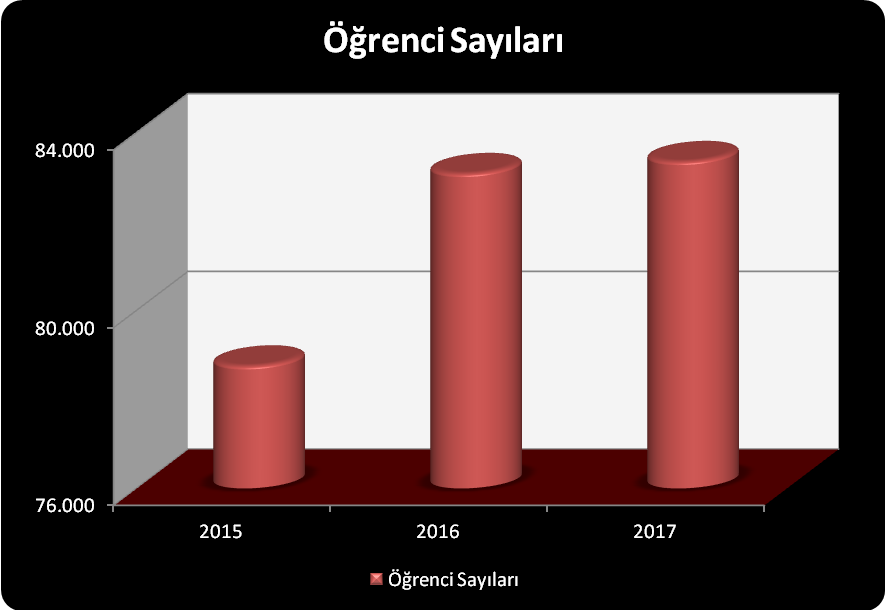 Öğrenci Sayıları
84.000
80.000
76.000
2015 2016 2017
Öğrenci Sayıları